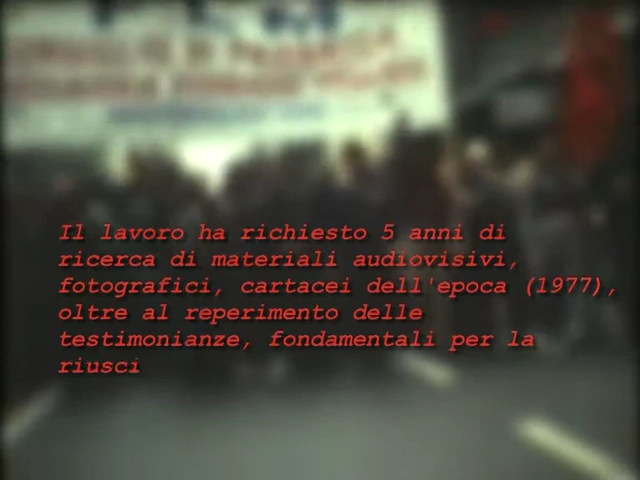 Il lavoro ha richiesto 5 anni di
ricerca di materiali audiovisivi,
fotografici, cartacei dell'epoca (1977),
oltre al reperimento delle
testimonianze, fondamentali per la
riusci